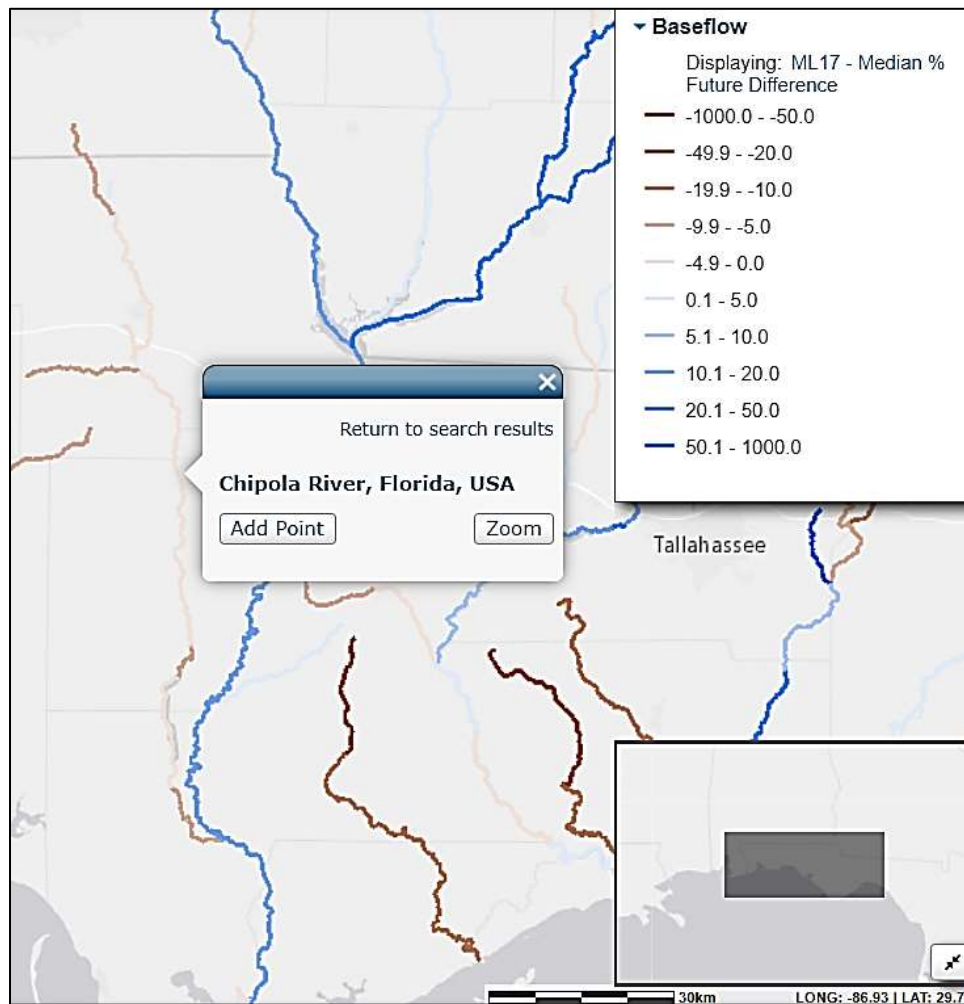 Baseflow
Displaying: ML17 - Median %
Future Difference
-1000.0 - -50.0
-49.9 - -20.0
-19.9 - -10.0
-9.9 - -5.0
-4.9 - 0.0
0.1 - 5.0
5.1 - 10.0
10.1 - 20.0
20.1 - 50.0
50.1 - 1000.0
Return to search results
Chipola River, Florida, USA
Add Point Zoom
Tallahassee
30km
LONG: -86.93 | LAT: 29.7